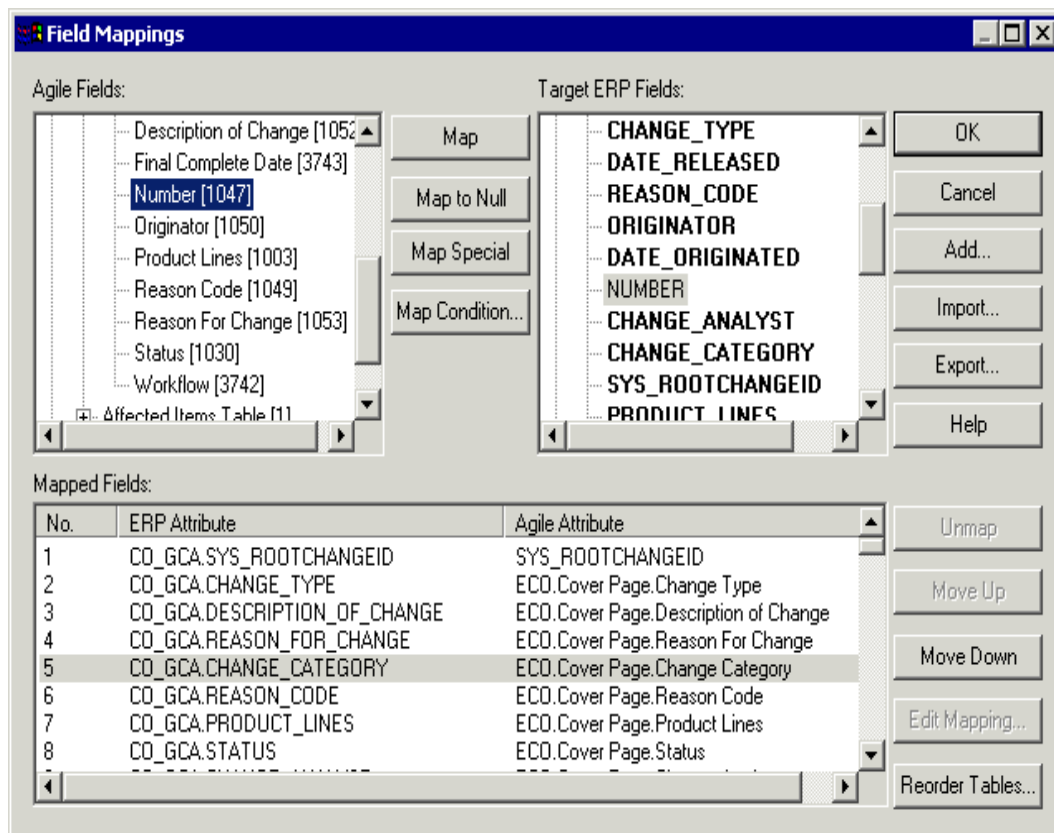 Field Mappings
Agile Fields:
Description of Change [1052
Final Complete Date [3743]
Number [1047]
Originator [1050]
Product Lines [1003]
Reason Code [1049]
Reason For Change [1053]
Status [1030]
Workflow [3742]
Affected Items Table [1]
Map
Map to Null
Map Special
Map Condition...
Target ERP Fields:
CHANGE_TYPE
DATE_RELEASED
REASON_CODE
ORIGINATOR
DATE_ORIGINATED
NUMBER
CHANGE_ANALYST
CHANGE_CATEGORY
SYS_ROOTCHANGEID
PRODUCT_LINES
OK
Cancel
Add...
Import...
Export...
Help
Mapped Fields:
No. ERP Attribute Agile Attribute
1 CO_GCA.SYS_ROOTCHANGEID SYS_ROOTCHANGEID
2 CO_GCA.CHANGE_TYPE ECO.Cover Page.Change Type
3 CO_GCA.DESCRIPTION_OF_CHANGE ECO.Cover Page.Description of Change
4 CO_GCA.REASON_FOR_CHANGE ECO.Cover Page.Reason For Change
5 CO_GCA.CHANGE_CATEGORY ECO.Cover Page.Change Category
6 CO_GCA.REASON_CODE ECO.Cover Page.Reason Code
7 CO_GCA.PRODUCT_LINES ECO.Cover Page.Product Lines
8 CO_GCA.STATUS ECO.Cover Page.Status
Unmap
Move Up
Move Down
Edit Mapping...
Reorder Tables...